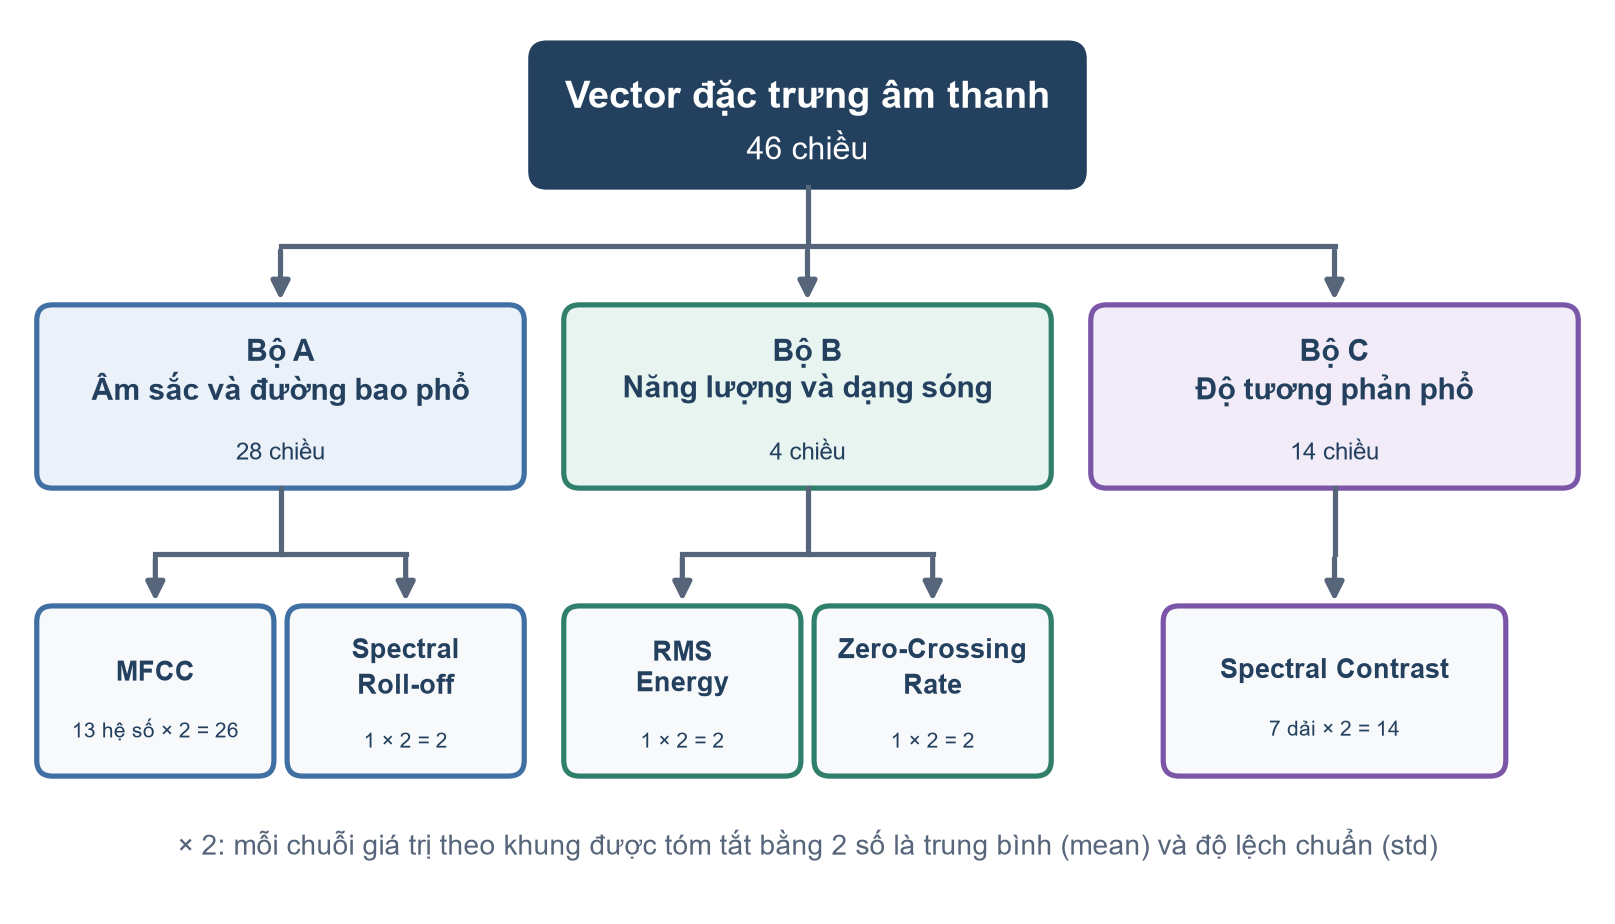 Vector đặc trưng âm thanh
46 chiều
Bộ A
Âm sắc và đường bao phổ
28 chiều
Bộ B
Năng lượng và dạng sóng
4 chiều
Bộ C
Độ tương phản phổ
14 chiều
MFCC
13 hệ số × 2 = 26
Spectral
Roll-off
1 × 2 = 2
RMS
Energy
1 × 2 = 2
Zero-Crossing
Rate
1 × 2 = 2
Spectral Contrast
7 dải × 2 = 14
× 2: mỗi chuỗi giá trị theo khung được tóm tắt bằng 2 số là trung bình (mean) và độ lệch chuẩn (std)